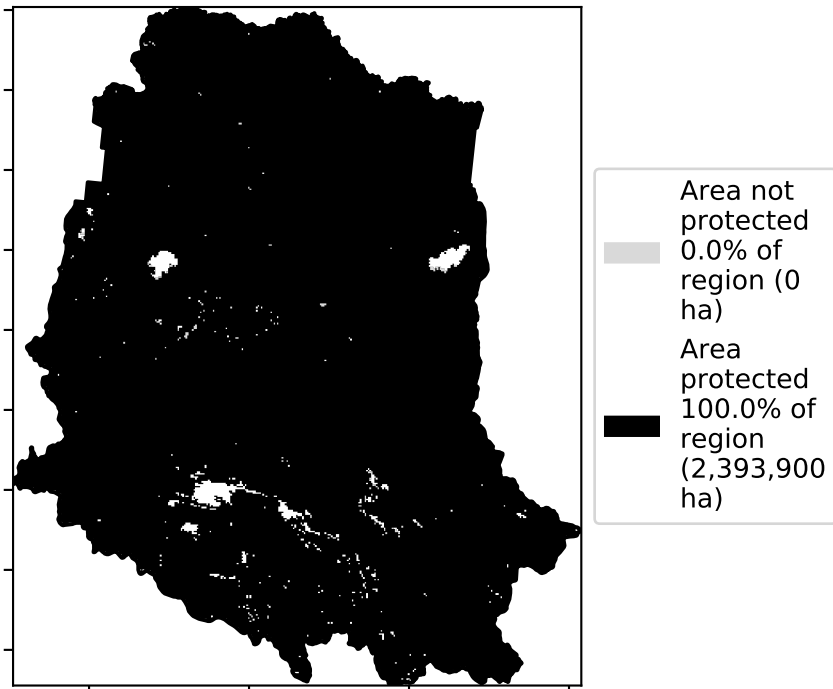 Area not
protected
0.0% of
region (0
ha)
Area
protected
100.0% of
region
(2,393,900
ha)